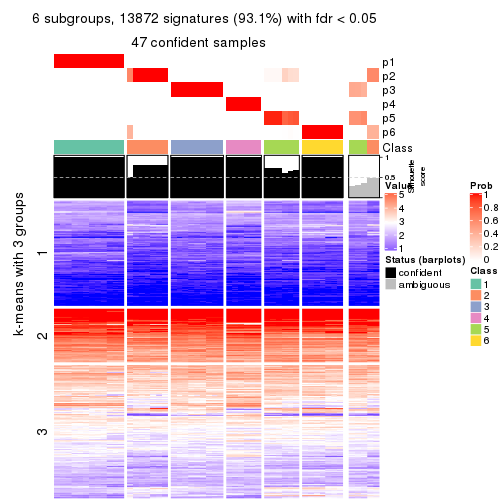 6 subgroups, 13872 signatures (93.1%) with fdr < 0.05
47 confident samples
p1
p2
p3
p4
p5
p6
Class
1
0.5
0
Silhouette
score
k-means with 3 groups
1
2
3
Value
5
4
3
2
1
Status (barplots)
confident
ambiguous
Prob
1
0.8
0.6
0.4
0.2
0
Class
1
2
3
4
5
6